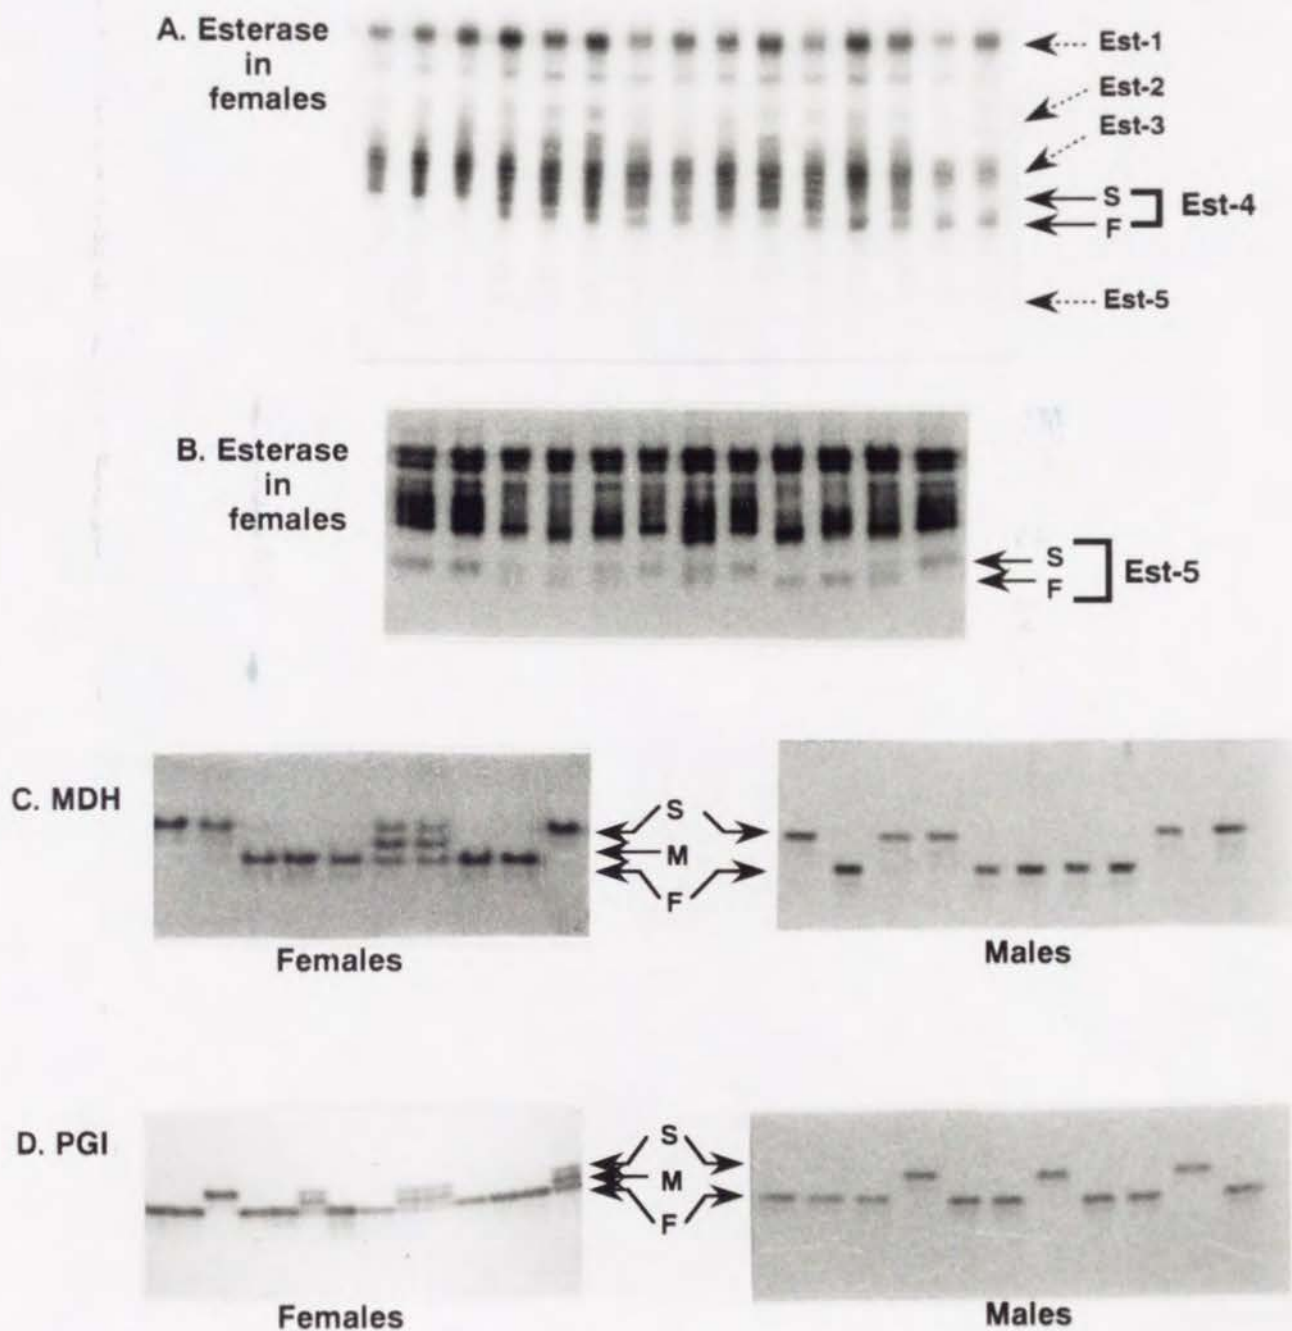 A. Esterase
in
females
Est-1
Est-2
Est-3
S
F
Est-4
Est-5
B. Esterase
in
females
S
F
Est-5
C. MDH
S
M
F
Females
Males
D. PGI
S
M
F
Females
Males